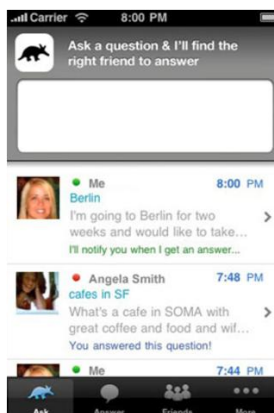 Carrier 8:00 PM
Ask a question & I'll find the
right friend to answer
Me 8:00 PM
Berlin
I'm going to Berlin for two
weeks and would like to take...
I'll notify you when I get an answer...
Angela Smith 7:48 PM
cafes in SF
What's a cafe in SOMA with
great coffee and food and wif...
You answered this question!
Me 7:44 PM
Ask Answer Friends More